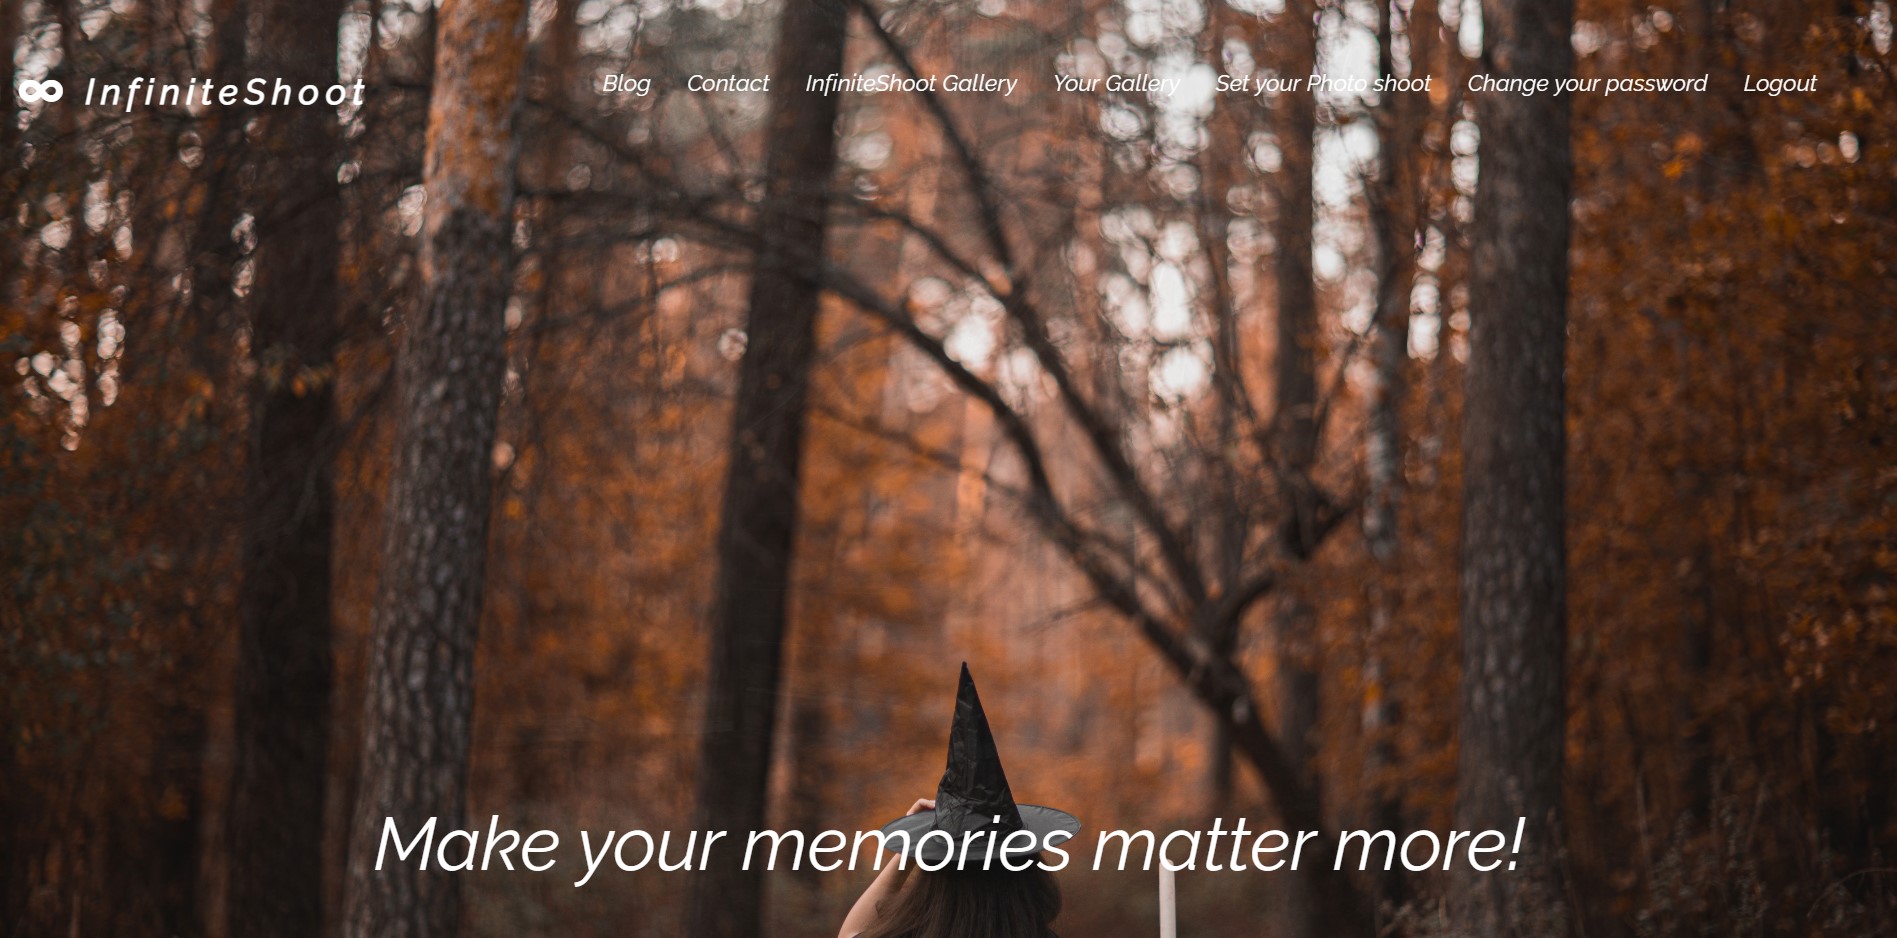 InfiniteShoot
Blog Contact InfiniteShoot Gallery Your Gallery Set your Photo shoot Change your password Logout
Make your memories matter more!